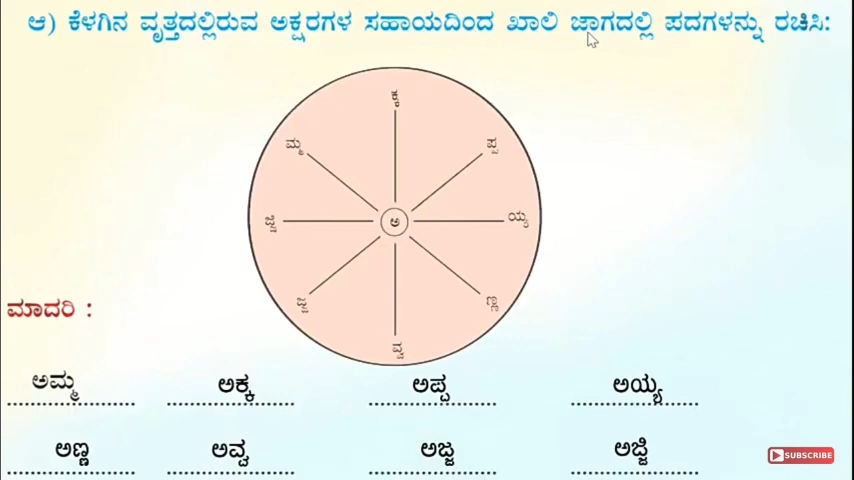 ಆ) ಕೆಳಗಿನ ವೃತ್ತದಲ್ಲಿರುವ ಅಕ್ಷರಗಳ ಸಹಾಯದಿಂದ ಖಾಲಿ ಜಾಗದಲ್ಲಿ ಪದಗಳನ್ನು ರಚಿಸಿ:
ಕ್ಕ
ಮ್ಮ ಪ್ಪ
ಅ ಯ್ಯ
ಣ್ಣ
ವ್ವ
ಮಾದರಿ :
ಅಮ್ಮ ಅಕ್ಕ ಅಪ್ಪ ಅಯ್ಯ
ಅಣ್ಣ ಅವ್ವ ಅಜ್ಜ ಅಜ್ಜಿ
SUBSCRIBE